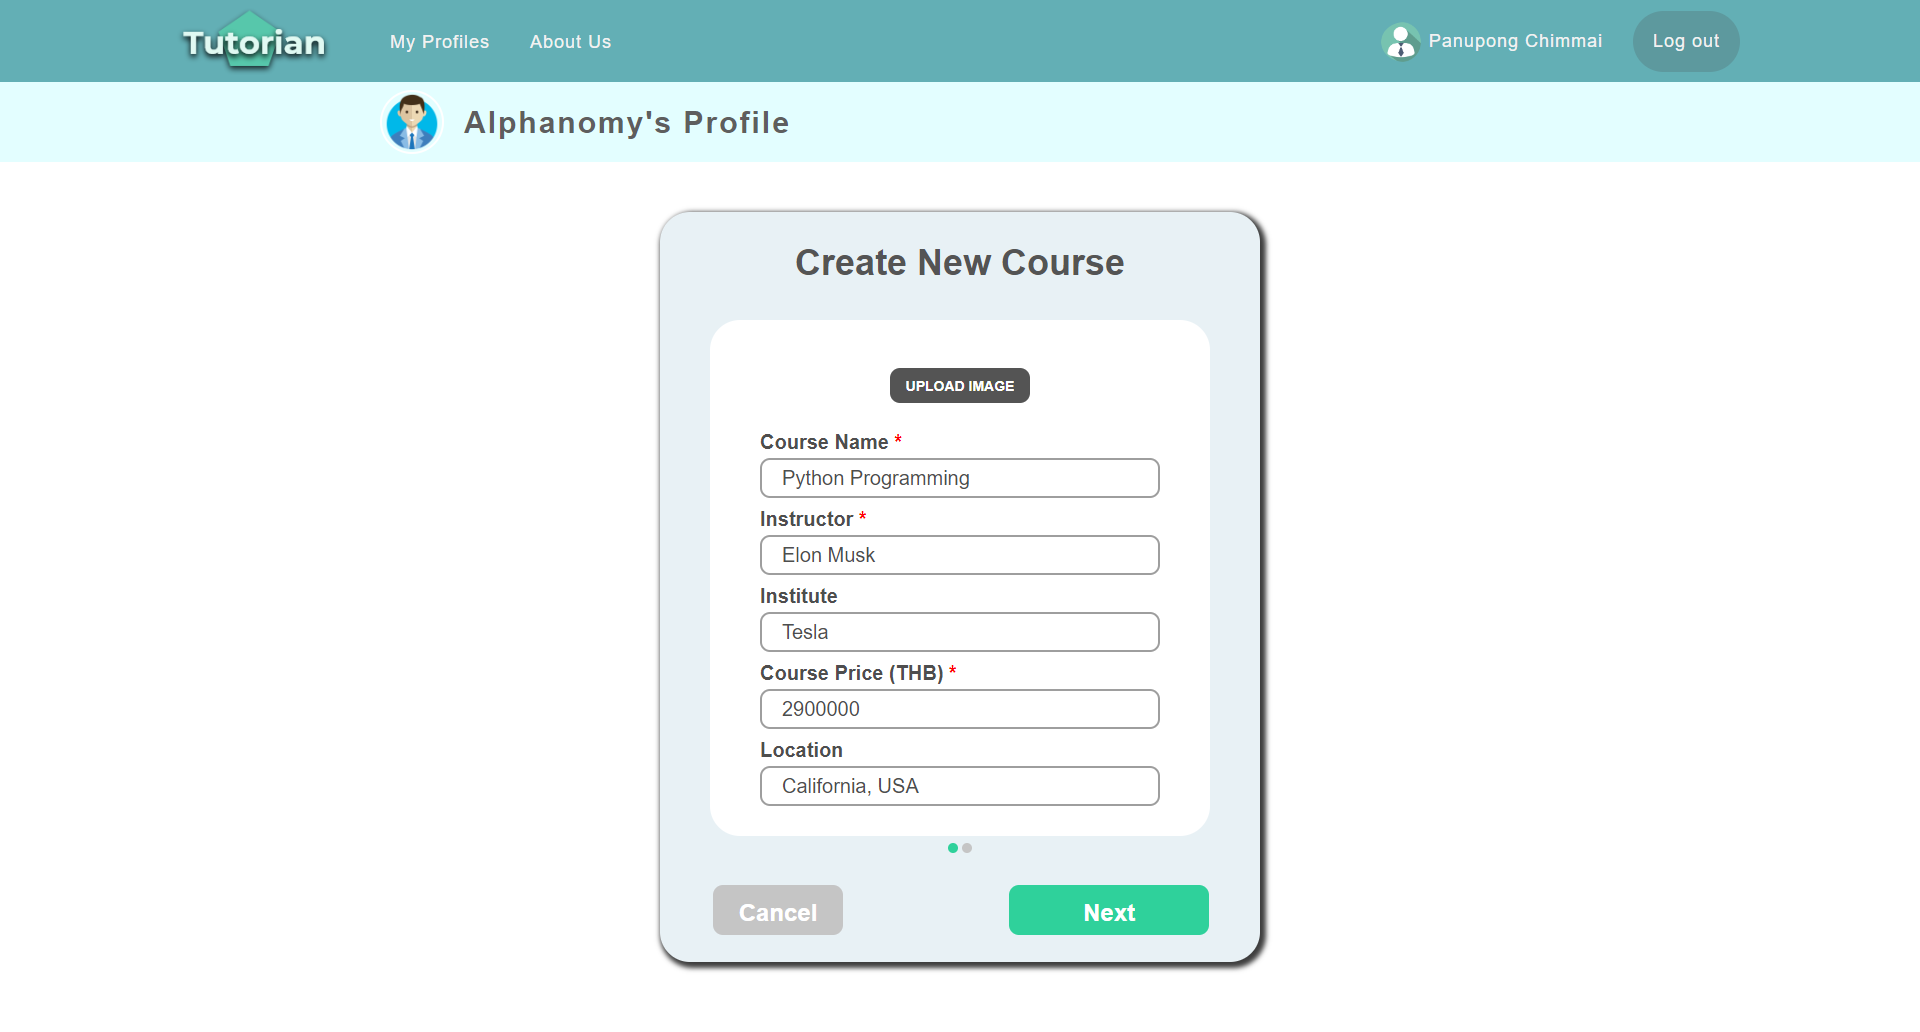 Tutorian
My Profiles
About Us
Panupong Chimmai
Log out
Alphanomy's Profile
Create New Course
UPLOAD IMAGE
Course Name *
Python Programming
Instructor *
Elon Musk
Institute
Tesla
Course Price (THB) *
2900000
Location
California, USA
Cancel
Next